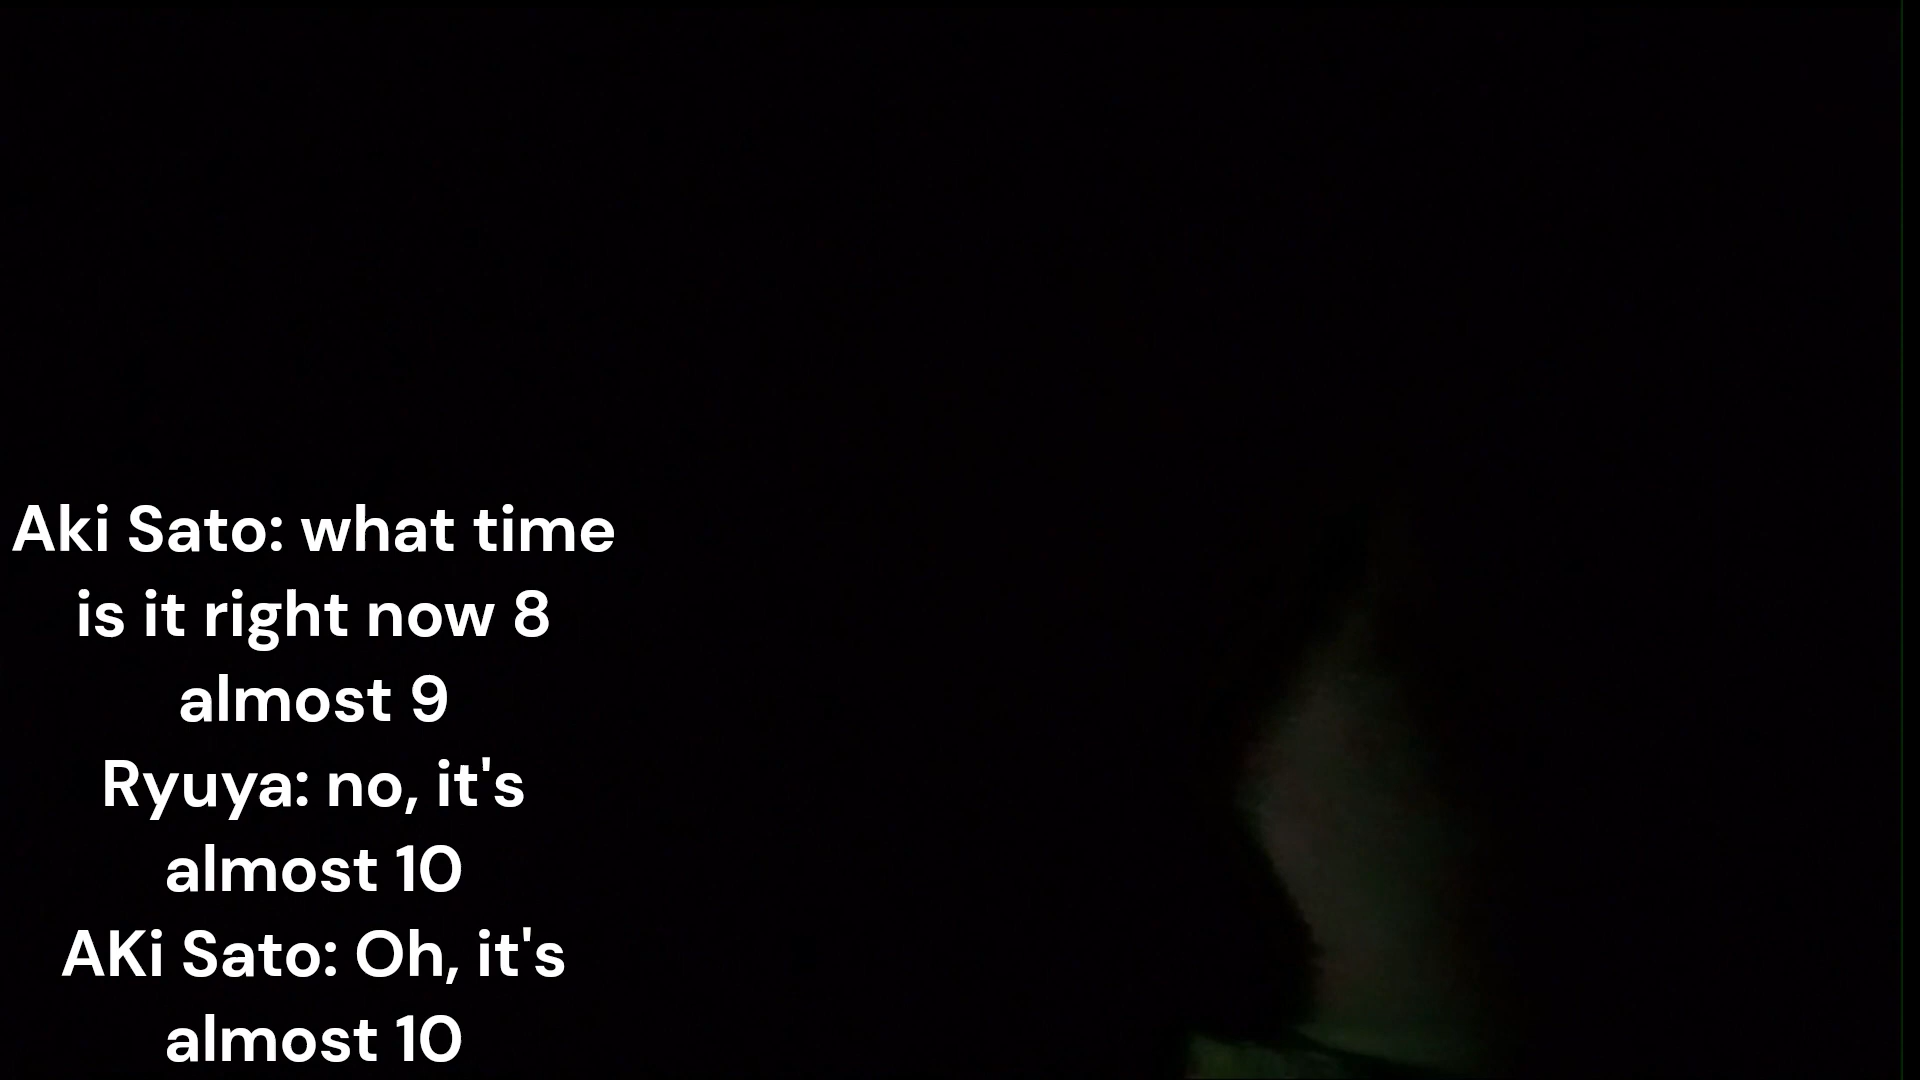 Aki Sato: what time
is it right now 8
almost 9
Ryuya: no, it's
almost 10
AKi Sato: Oh, it's
almost 10